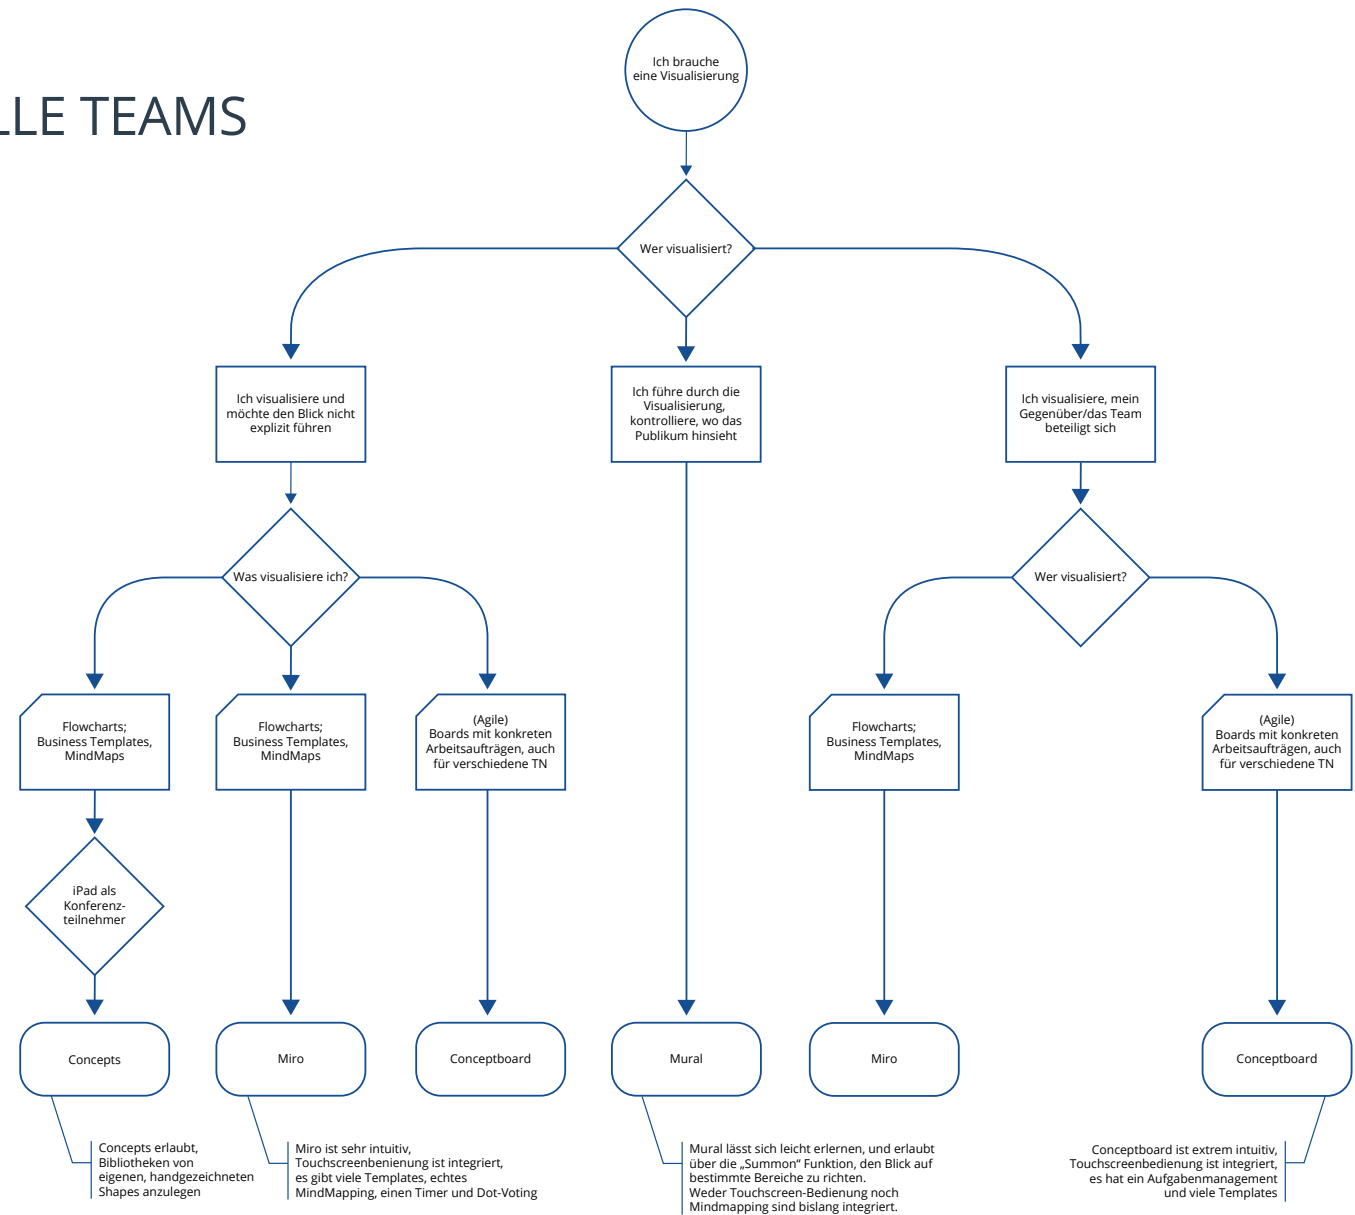 LLE TEAMS
Ich brauche
eine Visualisierung
Wer visualisiert?
Ich visualisiere und
möchte den Blick nicht
explizit führen
Ich führe durch die
Visualisierung,
kontrolliere, wo das
Publikum hinsieht
Ich visualisiere, mein
Gegenüber/das Team
beteiligt sich
Was visualisiere ich?
Wer visualisiert?
Flowcharts;
Business Templates,
MindMaps
Flowcharts;
Business Templates,
MindMaps
(Agile)
Boards mit konkreten
Arbeitsaufträgen, auch
für verschiedene TN
Flowcharts;
Business Templates,
MindMaps
(Agile)
Boards mit konkreten
Arbeitsaufträgen, auch
für verschiedene TN
iPad als
Konferenz-
teilnehmer
Concepts
Miro
Conceptboard
Mural
Miro
Conceptboard
Concepts erlaubt,
Bibliotheken von
eigenen, handgezeichneten
Shapes anzulegen
Miro ist sehr intuitiv,
Touchscreenbenienung ist integriert,
es gibt viele Templates, echtes
MindMapping, einen Timer und Dot-Voting
Mural lässt sich leicht erlernen, und erlaubt
über die „Summon“ Funktion, den Blick auf
bestimmte Bereiche zu richten.
Weder Touchscreen-Bedienung noch
Mindmapping sind bislang integriert.
Conceptboard ist extrem intuitiv,
Touchscreenbedienung ist integriert,
es hat ein Aufgabenmanagement
und viele Templates